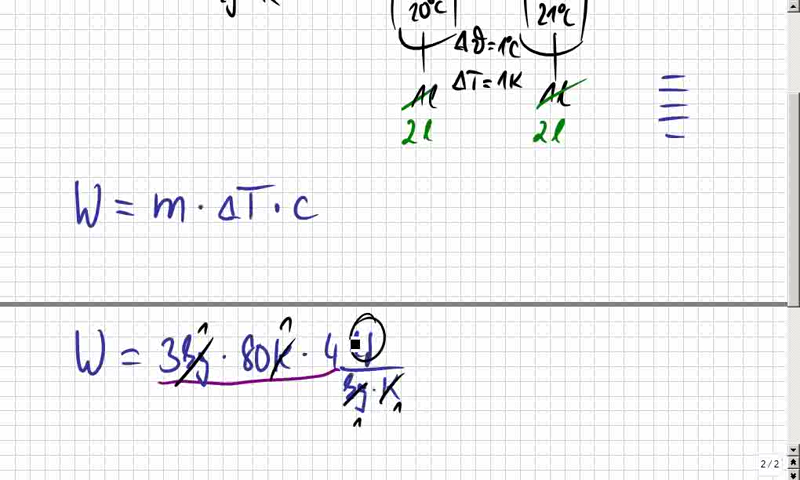 20°C 21°C
Δϑ=1°C
ΔT=1K
1l 1l
2l 2l
W = m · ΔT · c
W = 3kg · 80K · 4 kJ
kg · K
2/2